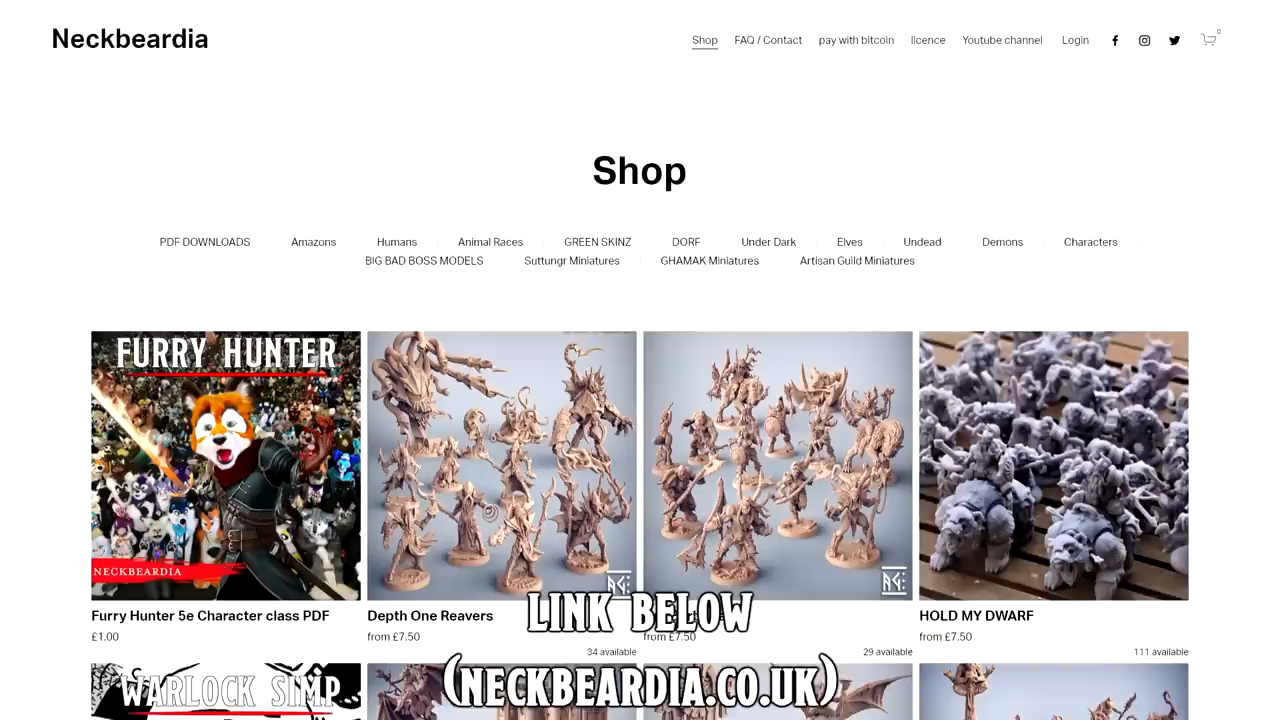 Neckbeardia
Shop FAQ / Contact pay with bitcoin licence Youtube channel Login 0
Shop
PDF DOWNLOADS Amazons Humans Animal Races GREEN SKINZ DORF Under Dark Elves Undead Demons Characters
BIG BAD BOSS MODELS Suttungr Miniatures GHAMAK Miniatures Artisan Guild Miniatures
FURRY HUNTER
NECKBEARDIA
Furry Hunter 5e Character class PDF
£1.00
Depth One Reavers
from £7.50
34 available
from £7.50
29 available
HOLD MY DWARF
from £7.50
111 available
LINK BELOW
(NECKBEARDIA.CO.UK)
WARLOCK SIMP